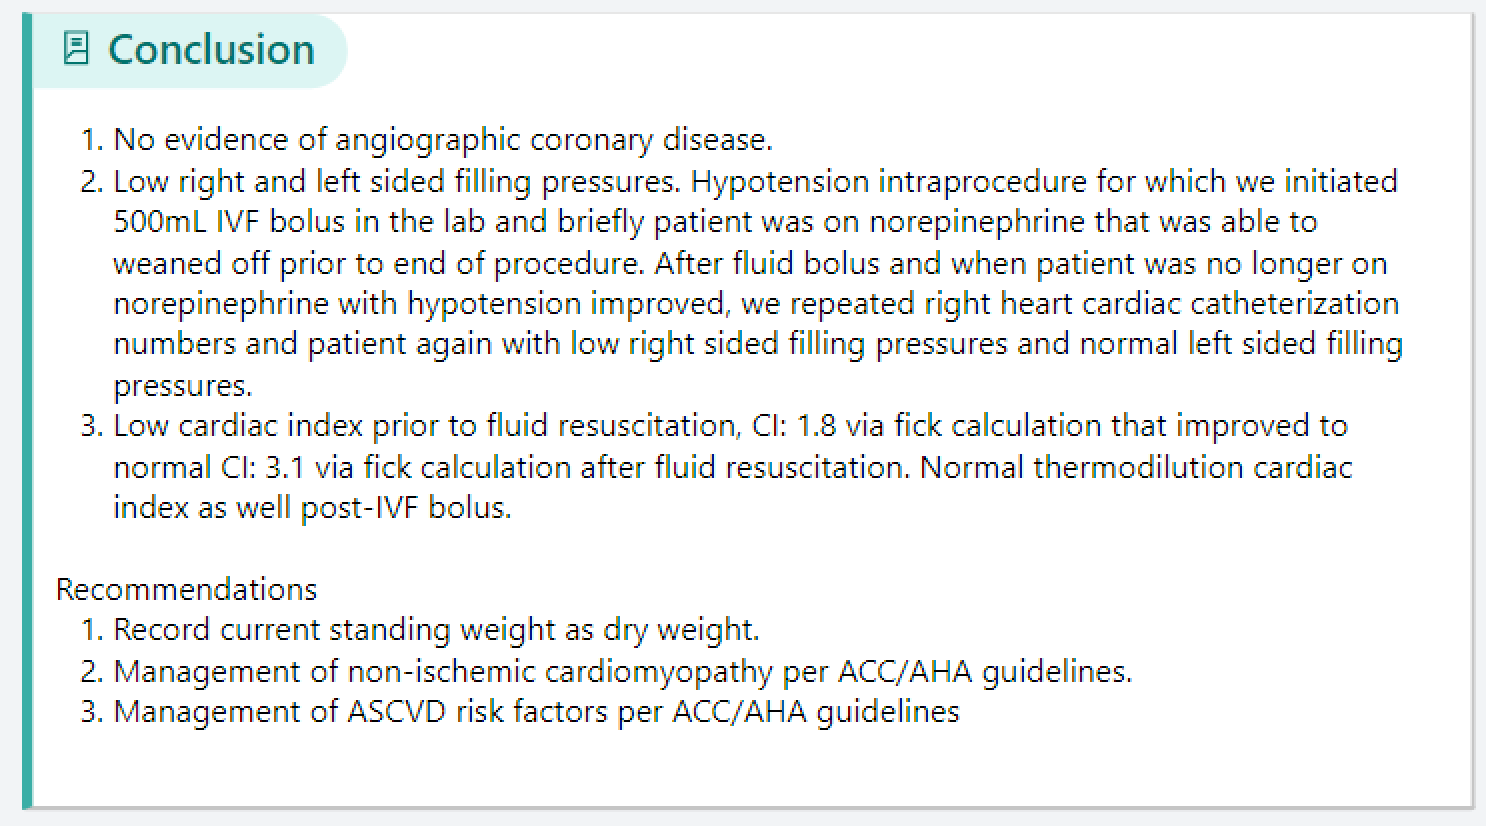 Conclusion
1. No evidence of angiographic coronary disease.
2. Low right and left sided filling pressures. Hypotension intraprocedure for which we initiated
500mL IVF bolus in the lab and briefly patient was on norepinephrine that was able to
weaned off prior to end of procedure. After fluid bolus and when patient was no longer on
norepinephrine with hypotension improved, we repeated right heart cardiac catheterization
numbers and patient again with low right sided filling pressures and normal left sided filling
pressures.
3. Low cardiac index prior to fluid resuscitation, CI: 1.8 via fick calculation that improved to
normal CI: 3.1 via fick calculation after fluid resuscitation. Normal thermodilution cardiac
index as well post-IVF bolus.
Recommendations
1. Record current standing weight as dry weight.
2. Management of non-ischemic cardiomyopathy per ACC/AHA guidelines.
3. Management of ASCVD risk factors per ACC/AHA guidelines